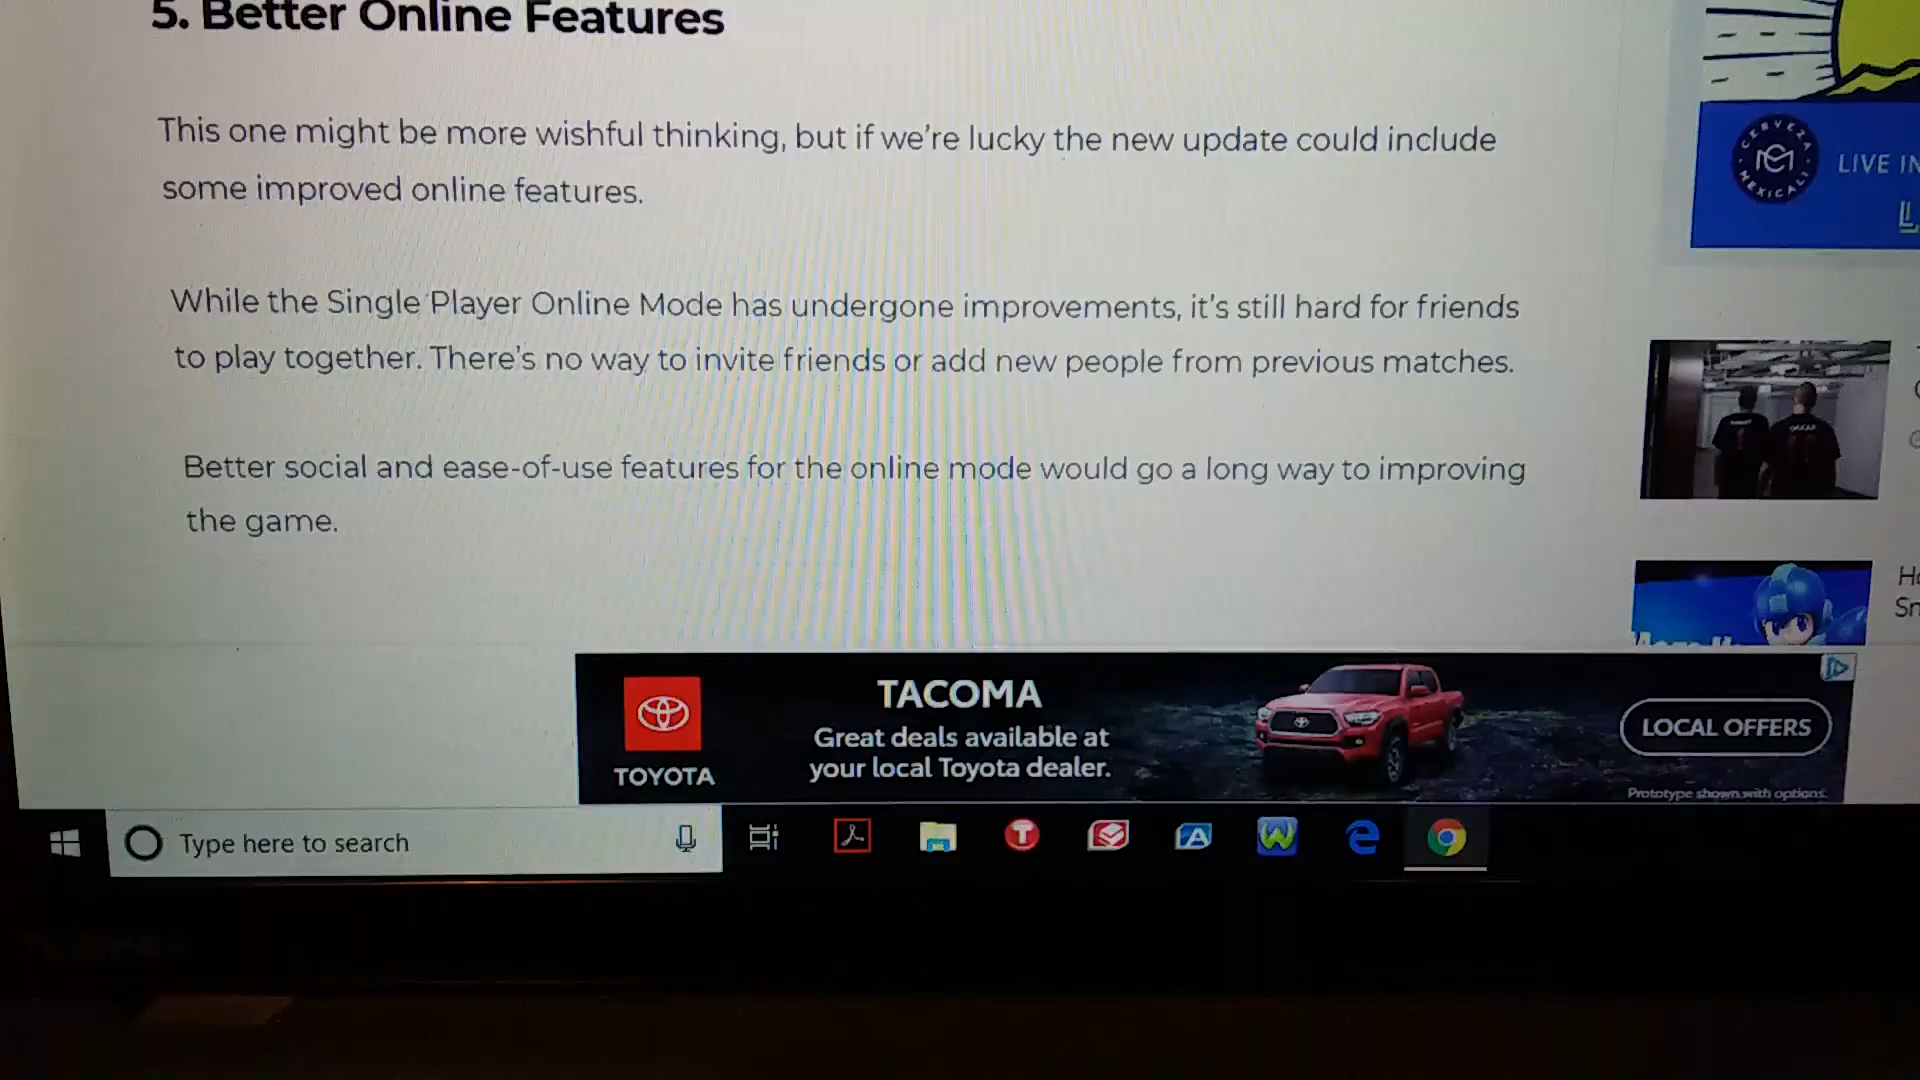 5. Better Online Features
This one might be more wishful thinking, but if we're lucky the new update could include
some improved online features.
While the Single Player Online Mode has undergone improvements, it's still hard for friends
to play together. There's no way to invite friends or add new people from previous matches.
Better social and ease-of-use features for the online mode would go a long way to improving
the game.
CERVEZA
MEXICALI
LIVE IN
TOYOTA
TACOMA
Great deals available at
your local Toyota dealer.
LOCAL OFFERS
Prototype shown with options.
Type here to search